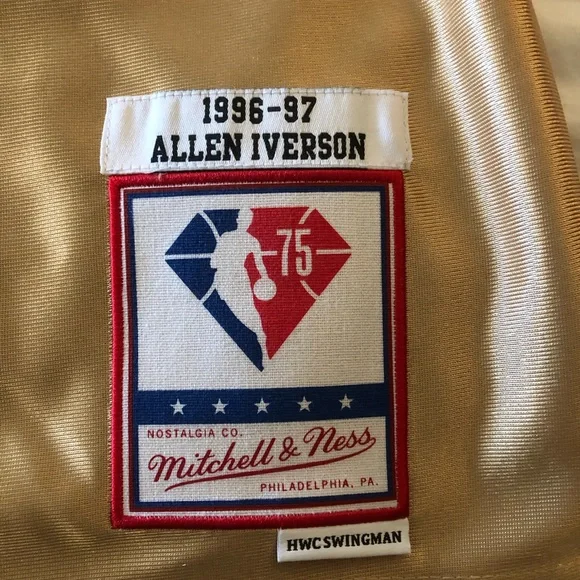 1996-97
ALLEN IVERSON
75
NOSTALGIA CO.
Mitchell & Ness
PHILADELPHIA, PA.
HWC SWINGMAN